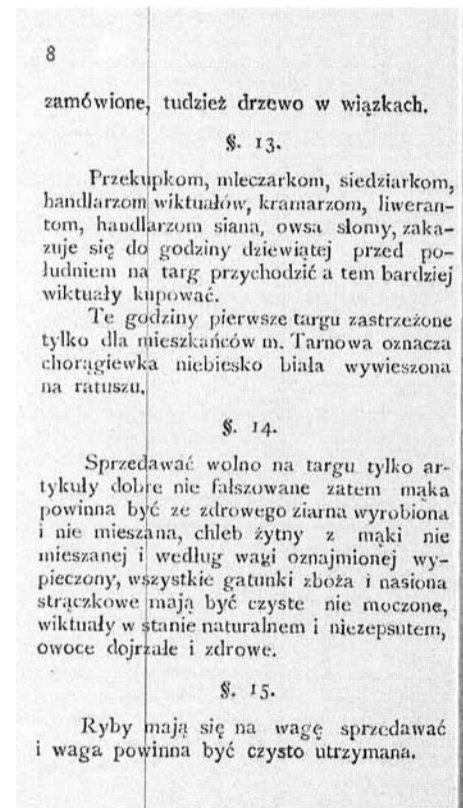 8
zamówione, tudzież drzewo w wiązkach.
§. 13.
Przekupkom, mleczarkom, siedziarkom,
handlarzom wiktuałów, kramarzom, liweran-
tom, handlarzom siana, owsa słomy, zaka-
zuje się do godziny dziewiątej przed po-
łudniem na targ przychodzić a tem bardziej
wiktuały kupować.
Te godziny pierwsze targu zastrzeżone
tylko dla mieszkańców m. Tarnowa oznacza
chorągiewka niebiesko biała wywieszona
na ratuszu.
§. 14.
Sprzedawać wolno na targu tylko ar-
tykuły dobre nie fałszowane zatem mąka
powinna być ze zdrowego ziarna wyrobiona
i nie mieszana, chleb żytny z mąki nie
mieszanej i według wagi oznajmionej wy-
pieczony, wszystkie gatunki zboża i nasiona
strączkowe mają być czyste nie moczone,
wiktuały w stanie naturalnem i niezepsutem,
owoce dojrzałe i zdrowe.
§. 15.
Ryby mają się na wagę sprzedawać
i waga powinna być czysto utrzymana.